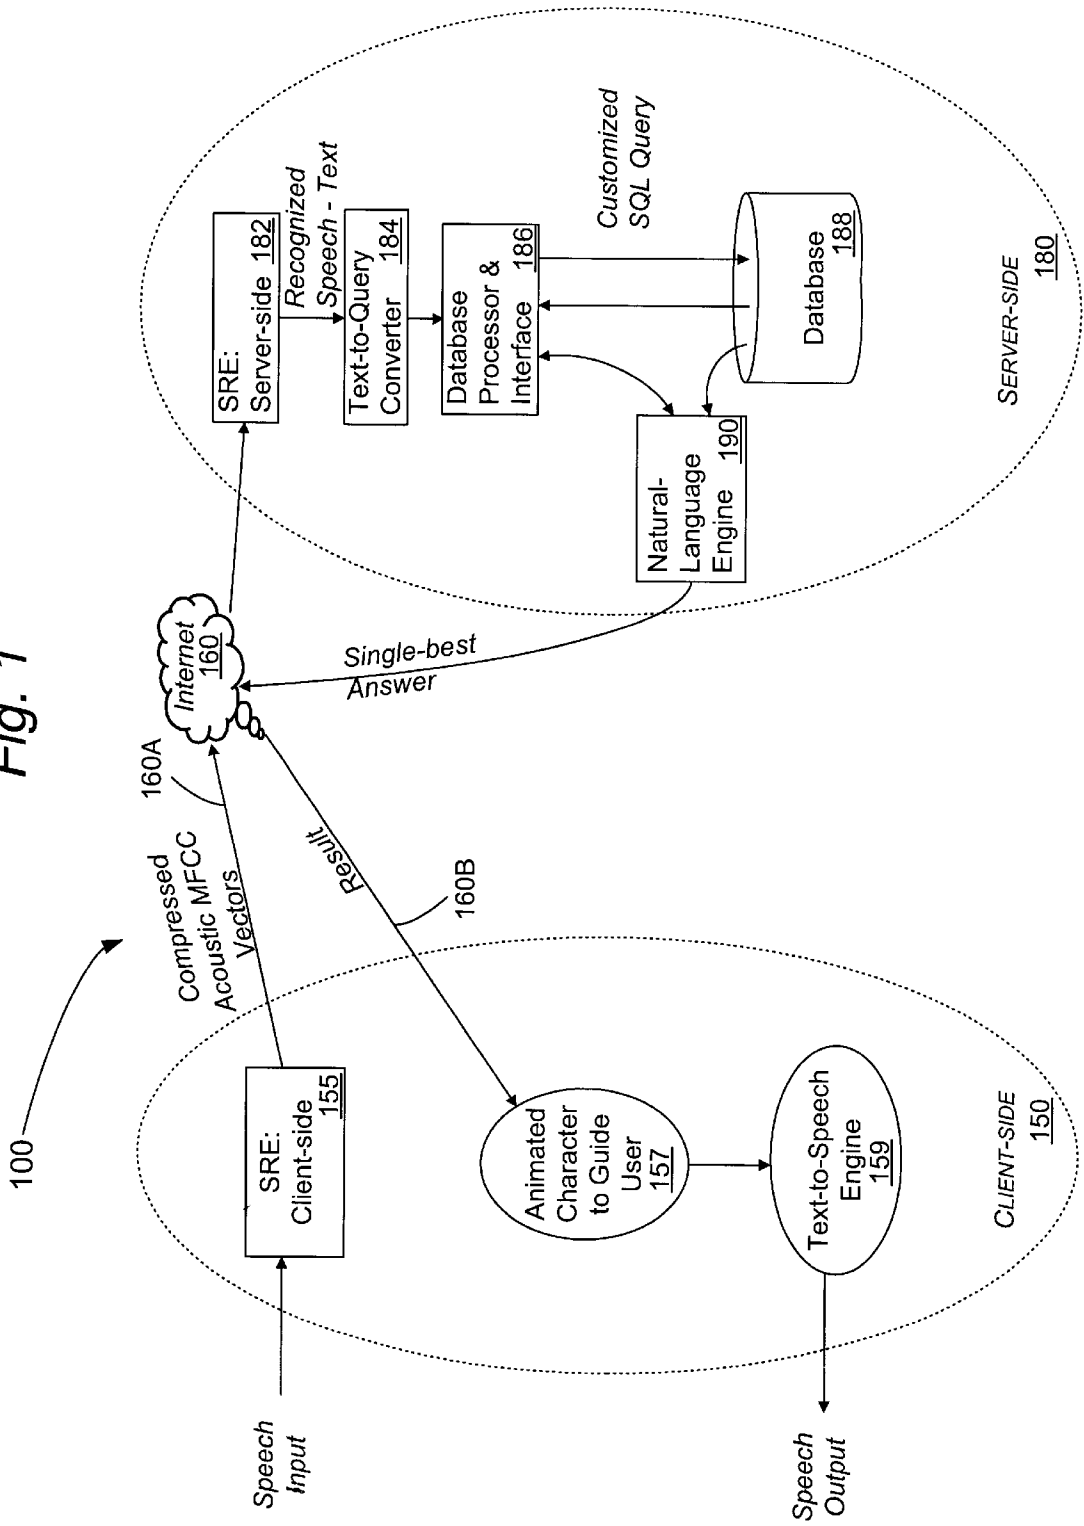 Fig. 1
100
Speech
Input
SRE:
Client-side 155
Compressed
Acoustic MFCC
Vectors
160A
Internet
160
SRE:
Server-side 182
Recognized
Speech - Text
Text-to-Query
Converter 184
Database
Processor &
Interface 186
Customized
SQL Query
Database
188
Natural-
Language
Engine 190
Single-best
Answer
Result
160B
Animated
Character
to Guide
User
157
Text-to-Speech
Engine
159
Speech
Output
CLIENT-SIDE
150
SERVER-SIDE
180